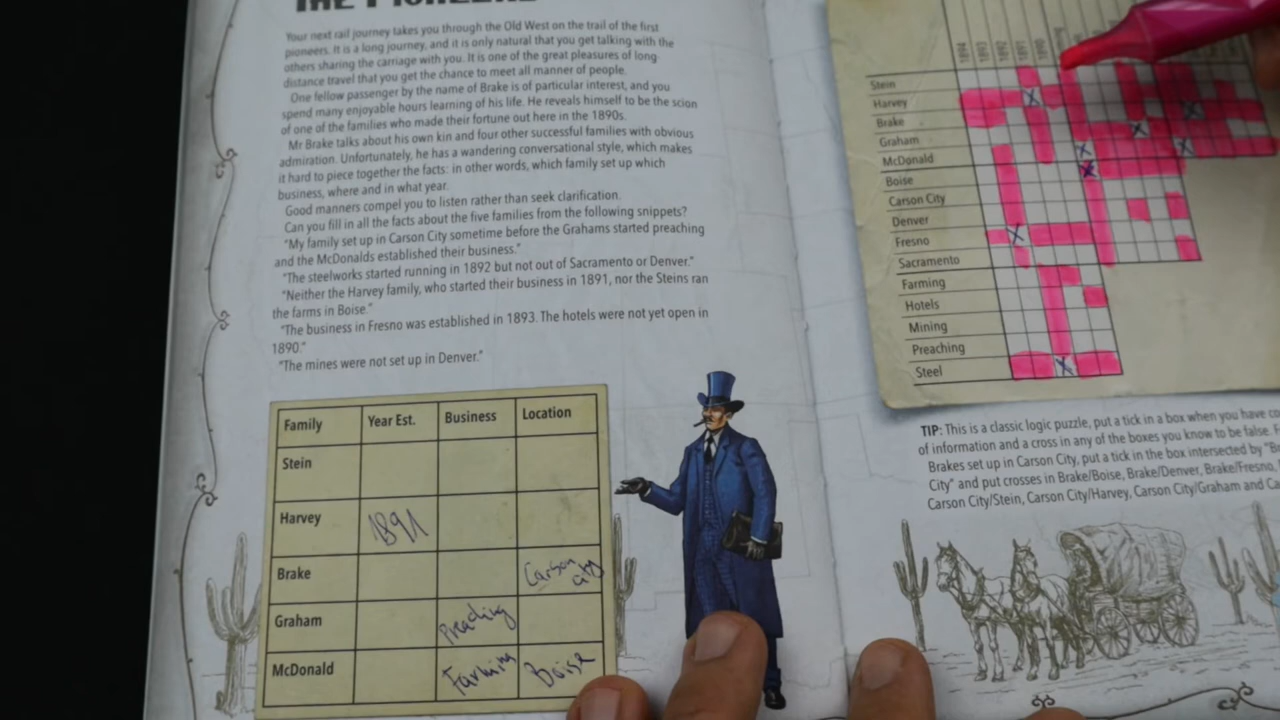 Your next rail journey takes you through the Old West on the trail of the first
pioneers. It is a long journey, and it is only natural that you get talking with the
others sharing the carriage with you. It is one of the great pleasures of long
distance travel that you get the chance to meet all manner of people.
One fellow passenger by the name of Brake is of particular interest, and you
spend many enjoyable hours learning of his life. He reveals himself to be the scion
of one of the families who made their fortune out here in the 1890s.
Mr Brake talks about his own kin and four other successful families with obvious
admiration. Unfortunately, he has a wandering conversational style, which makes
it hard to piece together the facts: in other words, which family set up which
business, where and in what year.
Good manners compel you to listen rather than seek clarification.
Can you fill in all the facts about the five families from the following snippets?
"My family set up in Carson City sometime before the Grahams started preaching
and the McDonalds established their business."
"The steelworks started running in 1892 but not out of Sacramento or Denver."
"Neither the Harvey family, who started their business in 1891, nor the Steins ran
the farms in Boise."
"The business in Fresno was established in 1893. The hotels were not yet open in
1890."
"The mines were not set up in Denver."
Family Year Est. Business Location
Stein
Harvey 1891
Brake Carson city
Graham Preaching
McDonald Farming Boise
Stein
Harvey
Brake
Graham
McDonald
Boise
Carson City
Denver
Fresno
Sacramento
Farming
Hotels
Mining
Preaching
Steel
TIP: This is a classic logic puzzle, put a tick in a box when you have
of information and a cross in any of the boxes you know to be false.
Brakes set up in Carson City, put a tick in the box intersected by
City" and put crosses in Brake/Boise, Brake/Denver, Brake/Fresno,
Carson City/Stein, Carson City/Harvey, Carson City/Graham and